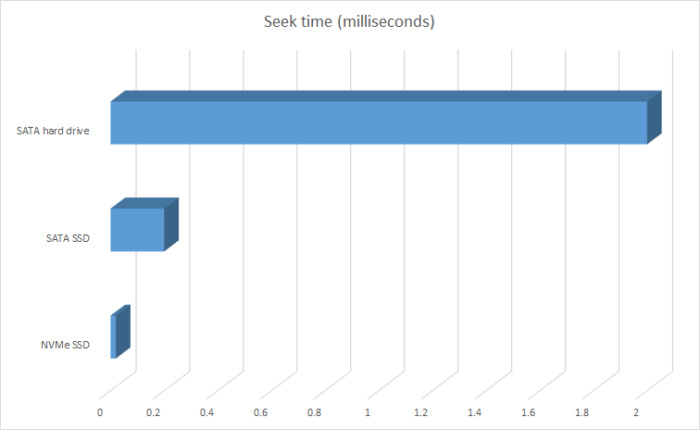 Seek time (milliseconds)
SATA hard drive
SATA SSD
NVMe SSD
0 0.2 0.4 0.6 0.8 1 1.2 1.4 1.6 1.8 2